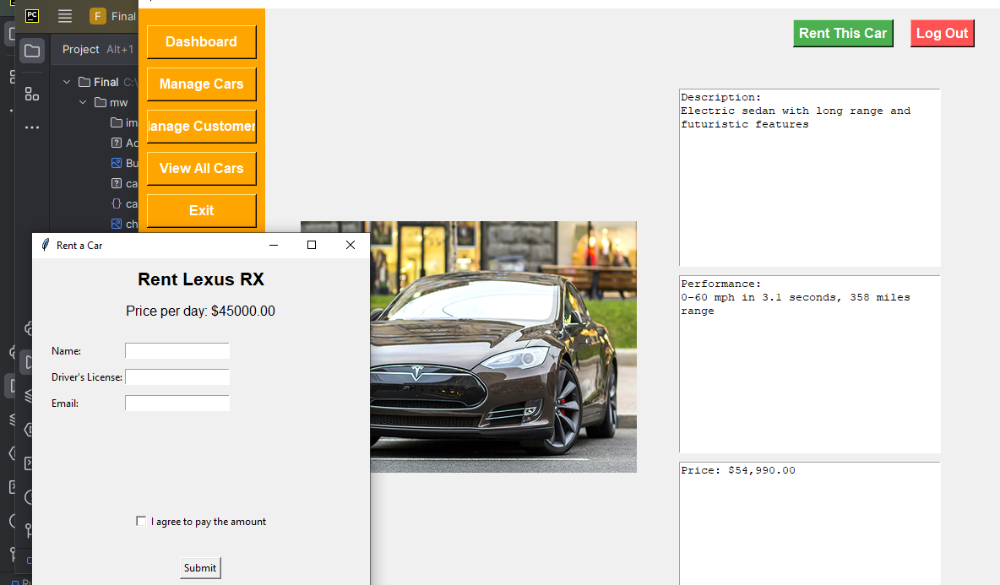 PC
F Final
Project Alt+1
Final C:\
mw
im
Ac
Bu
ca
ca
ch
Dashboard
Manage Cars
lanage Customer
View All Cars
Exit
Rent This Car
Log Out
Description:
Electric sedan with long range and
futuristic features
Performance:
0-60 mph in 3.1 seconds, 358 miles
range
Price: $54,990.00
Rent a Car
Rent Lexus RX
Price per day: $45000.00
Name:
Driver's License:
Email:
I agree to pay the amount
Submit